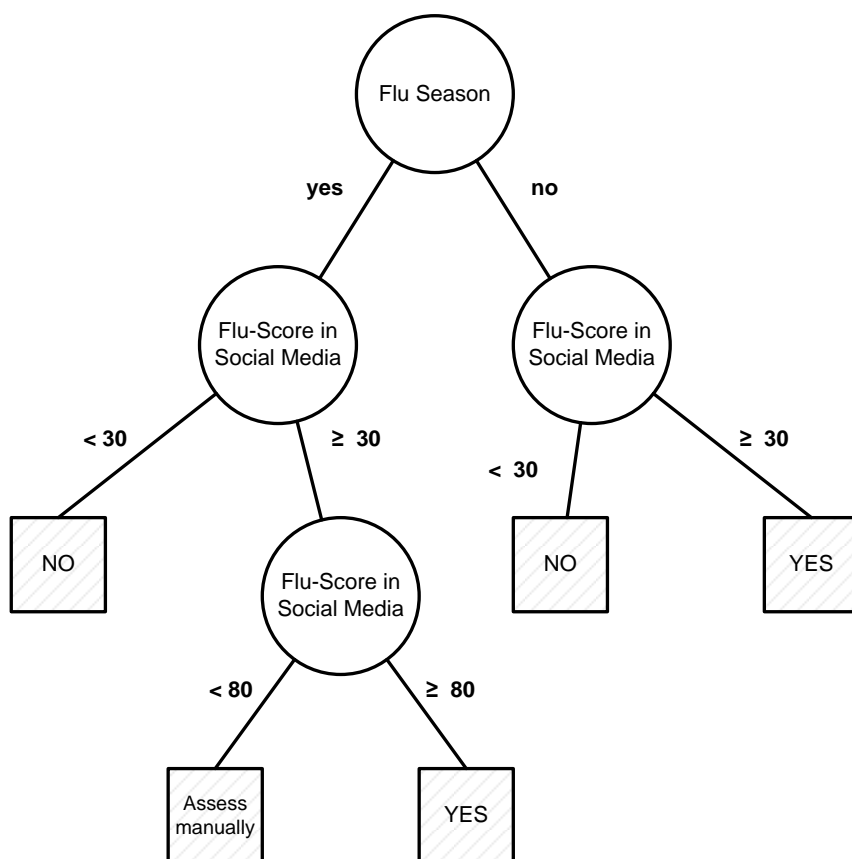 Flu Season
yes
no
Flu-Score in
Social Media
Flu-Score in
Social Media
< 30
≥ 30
< 30
≥ 30
NO
Flu-Score in
Social Media
NO
YES
< 80
≥ 80
Assess
manually
YES